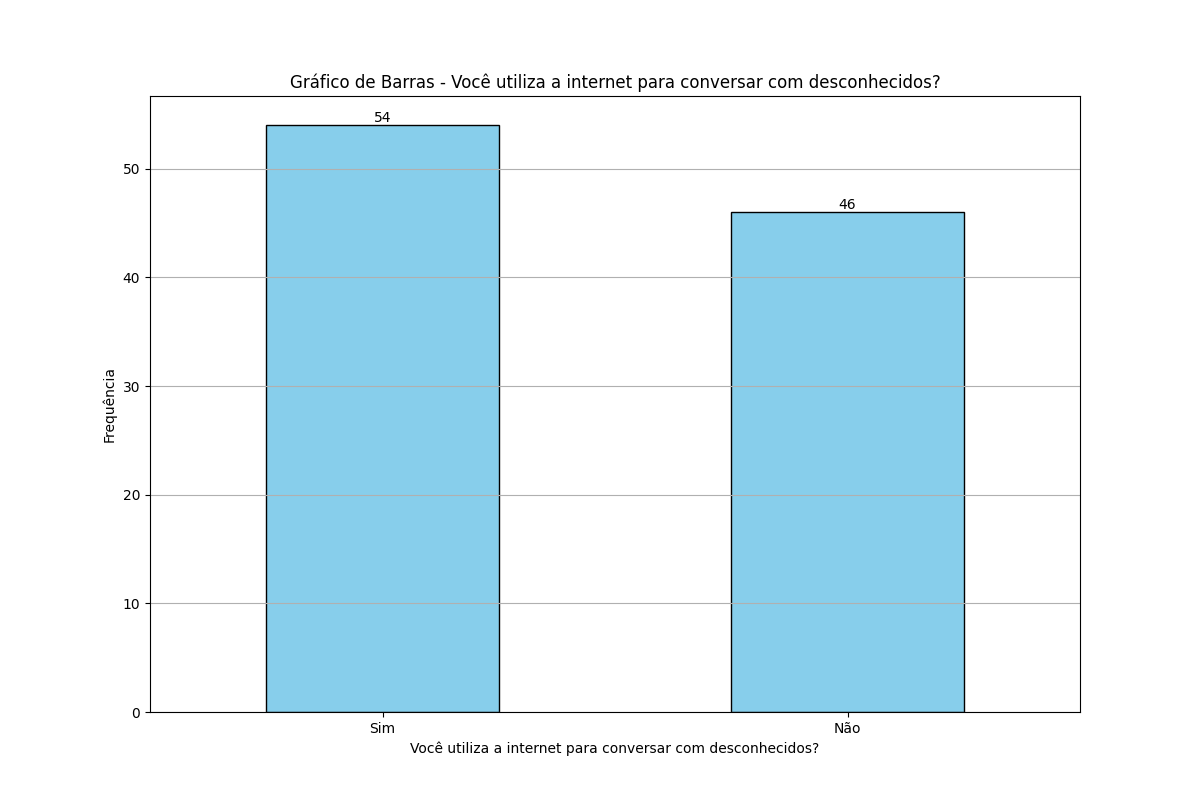 Gráfico de Barras - Você utiliza a internet para conversar com desconhecidos?
54
46
50
40
30
20
10
0
Frequência
Sim
Não
Você utiliza a internet para conversar com desconhecidos?